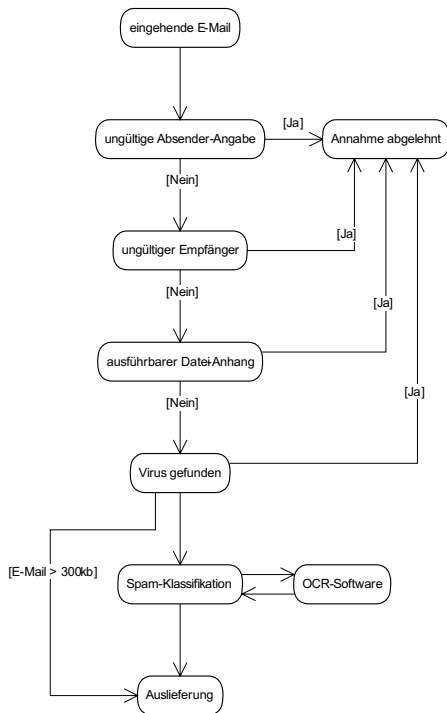 eingehende E-Mail
ungültige Absender-Angabe
[Ja]
Annahme abgelehnt
[Nein]
ungültiger Empfänger
[Ja]
[Nein]
[Ja]
ausführbarer Datei-Anhang
[Nein]
[Ja]
Virus gefunden
[E-Mail > 300kb]
Spam-Klassifikation
OCR-Software
Auslieferung